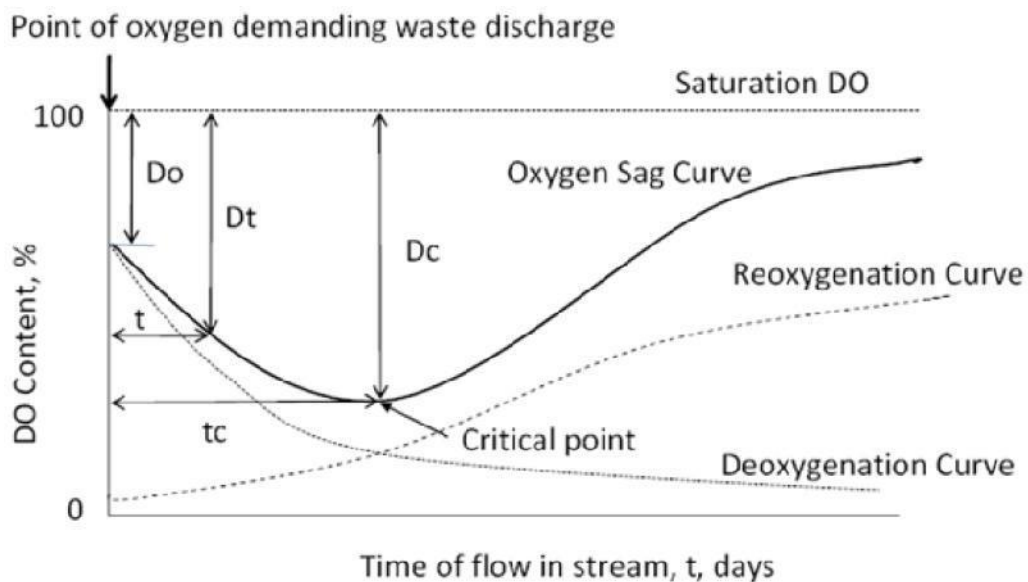 Point of oxygen demanding waste discharge
Saturation DO
100
Do
Oxygen Sag Curve
Dt
Dc
Reoxygenation Curve
t
DO Content, %
tc
Critical point
Deoxygenation Curve
0
Time of flow in stream, t, days